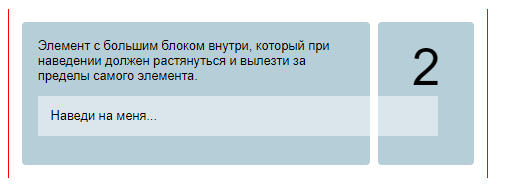 Элемент с большим блоком внутри, который при
наведении должен растянуться и вылезти за
пределы самого элемента.
Наведи на меня...
2